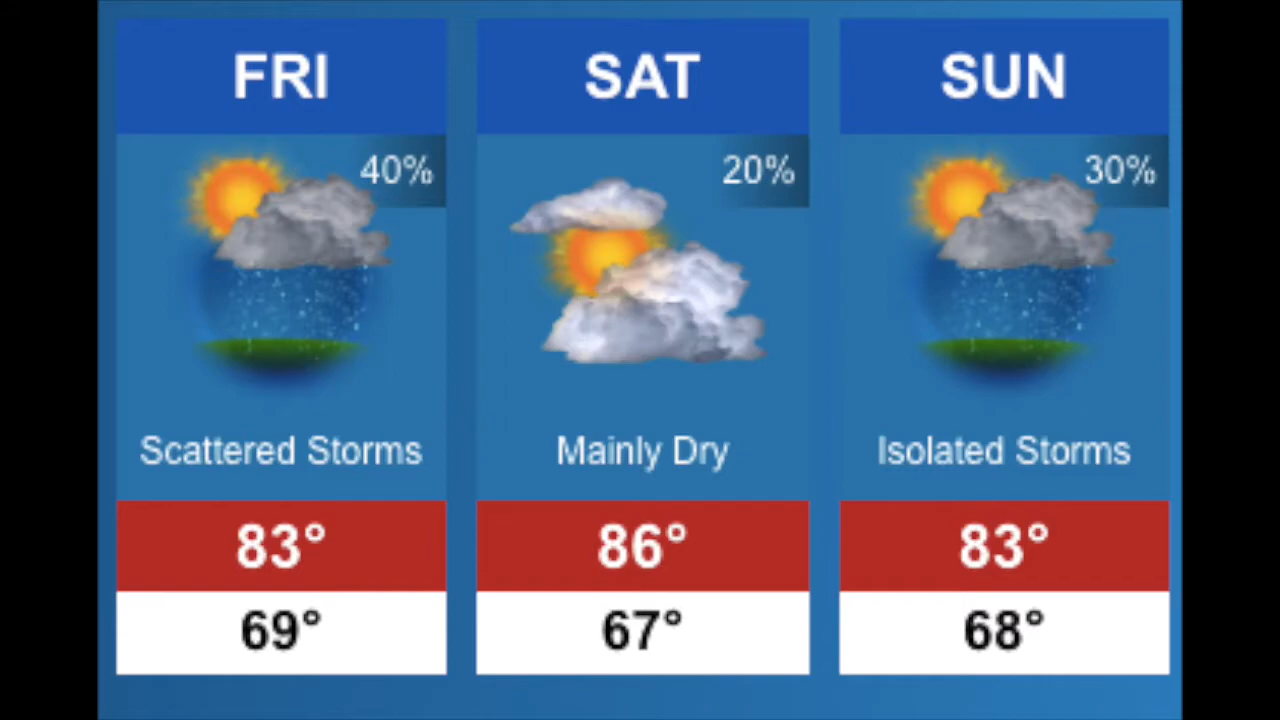 FRI
40%
Scattered Storms
83°
69°
SAT
20%
Mainly Dry
86°
67°
SUN
30%
Isolated Storms
83°
68°